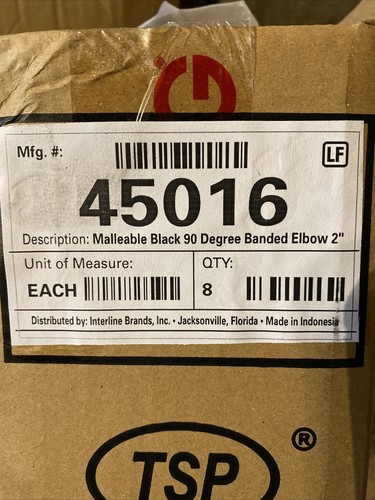 Mfg. #:
LF
45016
Description: Malleable Black 90 Degree Banded Elbow 2"
Unit of Measure:
QTY:
EACH
8
Distributed by: Interline Brands, Inc. • Jacksonville, Florida • Made in Indonesia
®
TSP